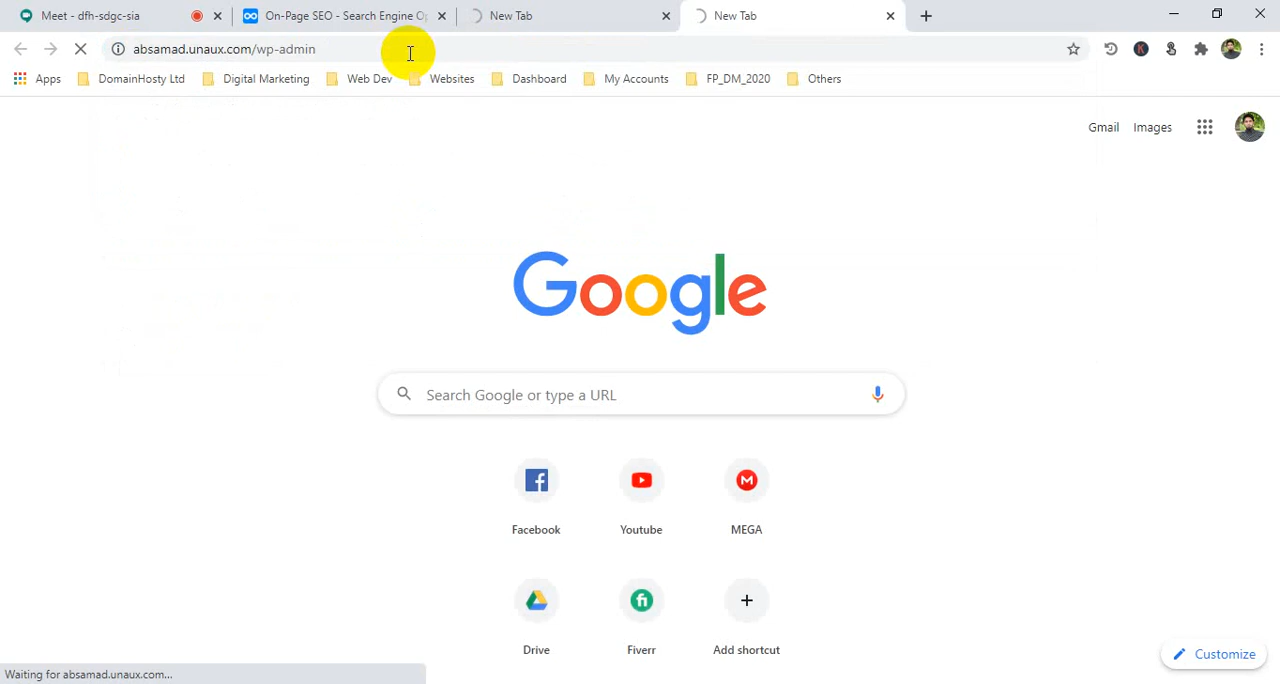 Meet - dfh-sdgc-sia
On-Page SEO - Search Engine Op
New Tab
New Tab
absamad.unaux.com/wp-admin
K
Apps
DomainHosty Ltd
Digital Marketing
Web Dev
Websites
Dashboard
My Accounts
FP_DM_2020
Others
Gmail
Images
Google
Search Google or type a URL
Facebook
Youtube
MEGA
Drive
Fiverr
Add shortcut
Customize
Waiting for absamad.unaux.com...